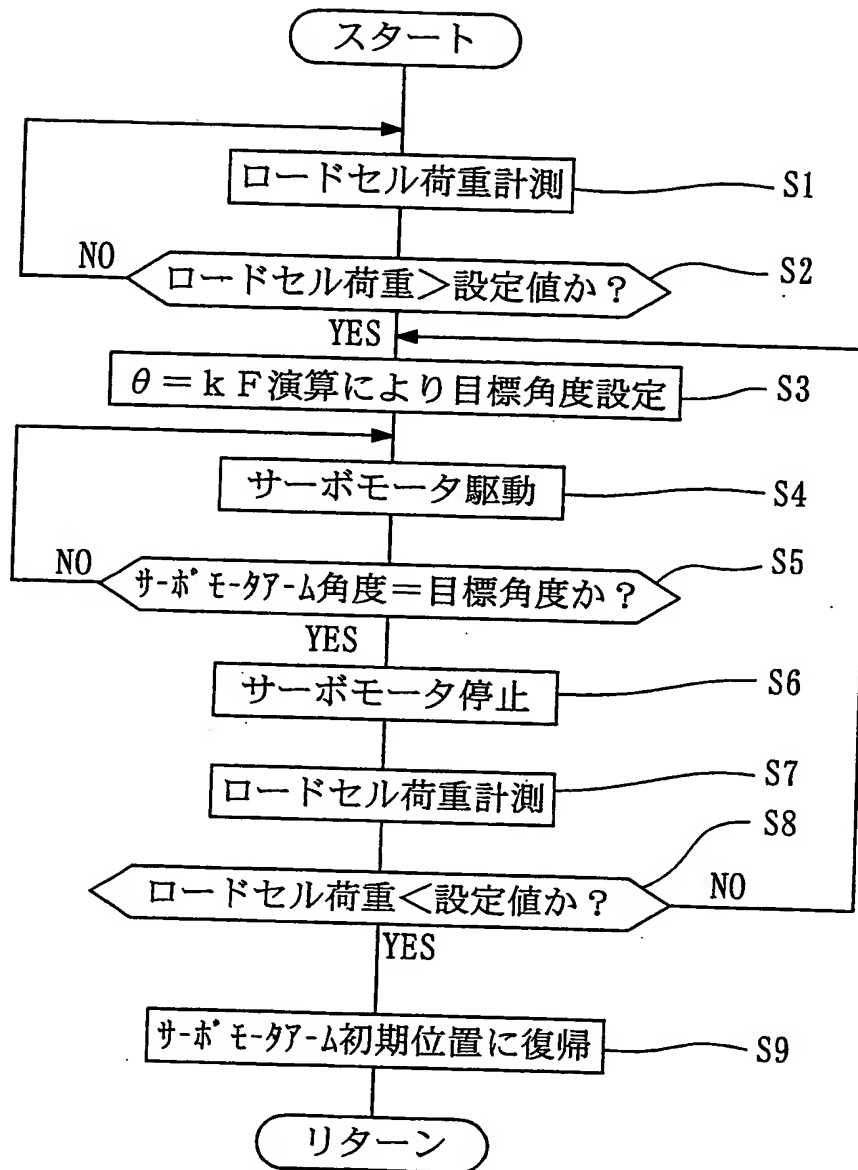 スタート
ロードセル荷重計測
S1
NO
ロードセル荷重＞設定値か？
S2
YES
θ＝ｋＦ演算により目標角度設定
S3
サーボモータ駆動
S4
NO
ｻｰﾎﾞﾓｰﾀｱｰﾑ角度＝目標角度か？
S5
YES
サーボモータ停止
S6
ロードセル荷重計測
S7
ロードセル荷重＜設定値か？
S8
NO
YES
ｻｰﾎﾞﾓｰﾀｱｰﾑ初期位置に復帰
S9
リターン